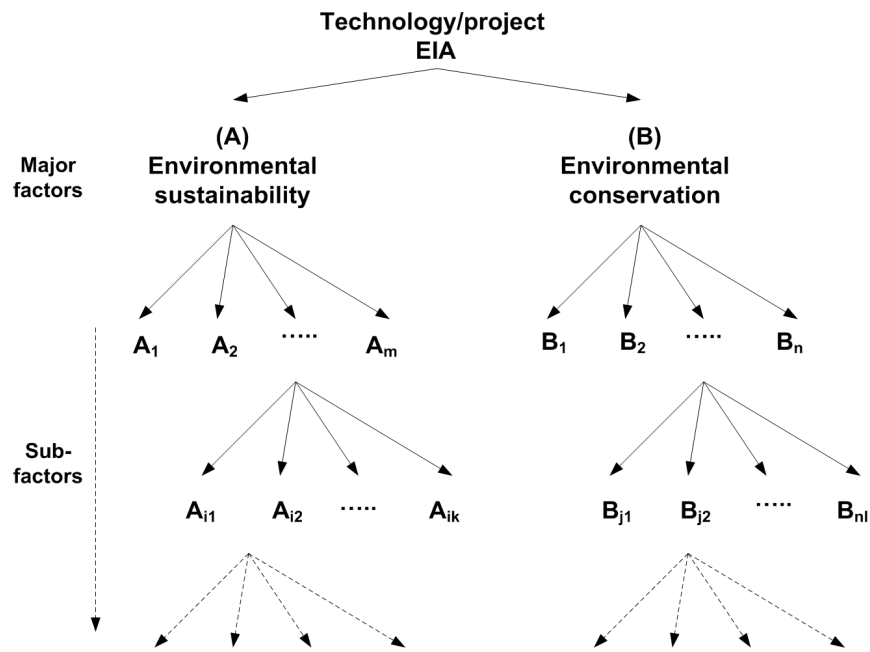 Technology/project
EIA
(A)
Environmental
sustainability
(B)
Environmental
conservation
Major
factors
A1 A2 ..... Am
B1 B2 ..... Bn
Sub-
factors
Ai1 Ai2 ..... Aik
Bj1 Bj2 ..... Bnl